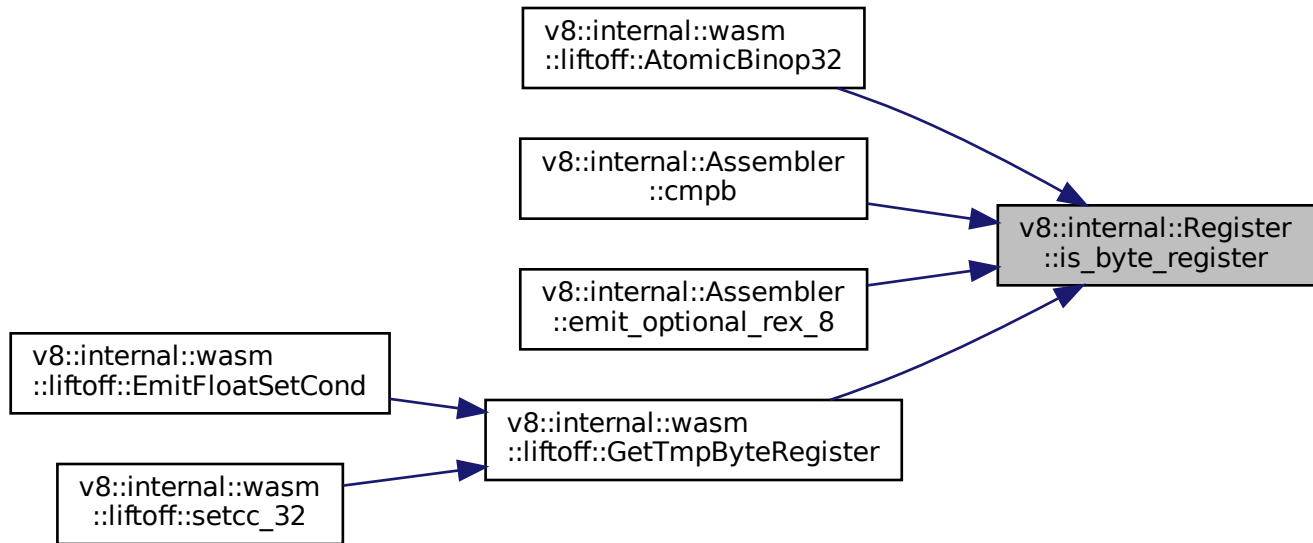 v8::internal::wasm
::liftoff::AtomicBinop32
v8::internal::Assembler
::cmpb
v8::internal::Register
::is_byte_register
v8::internal::Assembler
::emit_optional_rex_8
v8::internal::wasm
::liftoff::EmitFloatSetCond
v8::internal::wasm
::liftoff::GetTmpByteRegister
v8::internal::wasm
::liftoff::setcc_32